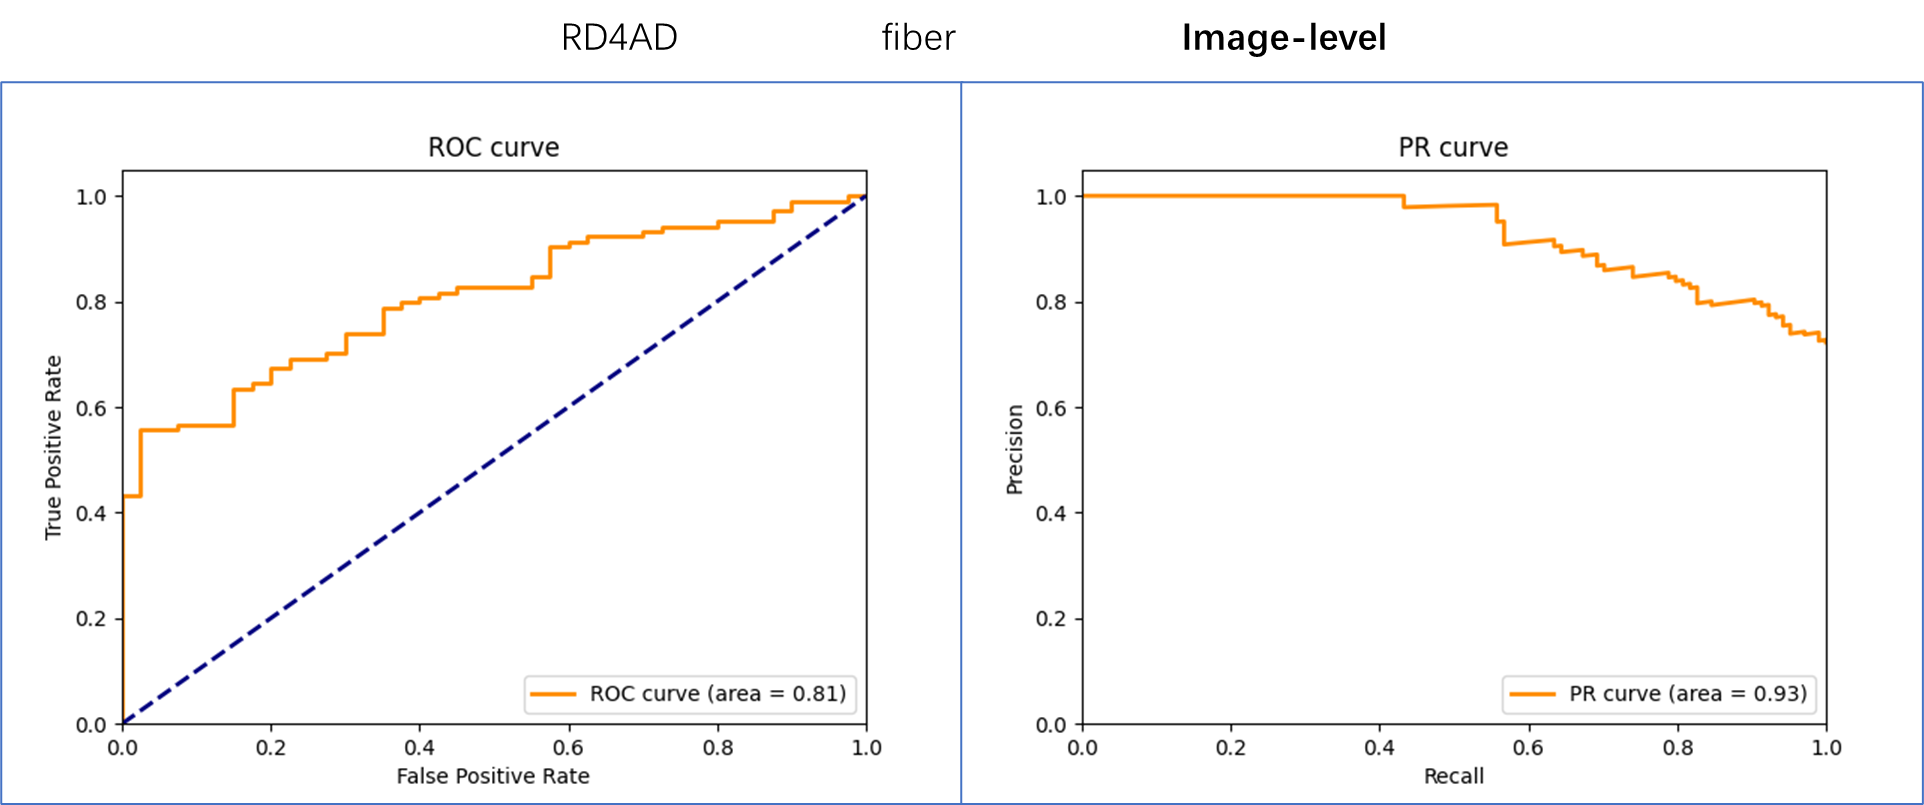 RD4AD fiber Image-level
ROC curve
1.0
0.8
0.6
0.4
0.2
0.0
True Positive Rate
ROC curve (area = 0.81)
0.0 0.2 0.4 0.6 0.8 1.0
False Positive Rate
PR curve
1.0
0.8
0.6
0.4
0.2
0.0
Precision
PR curve (area = 0.93)
0.0 0.2 0.4 0.6 0.8 1.0
Recall